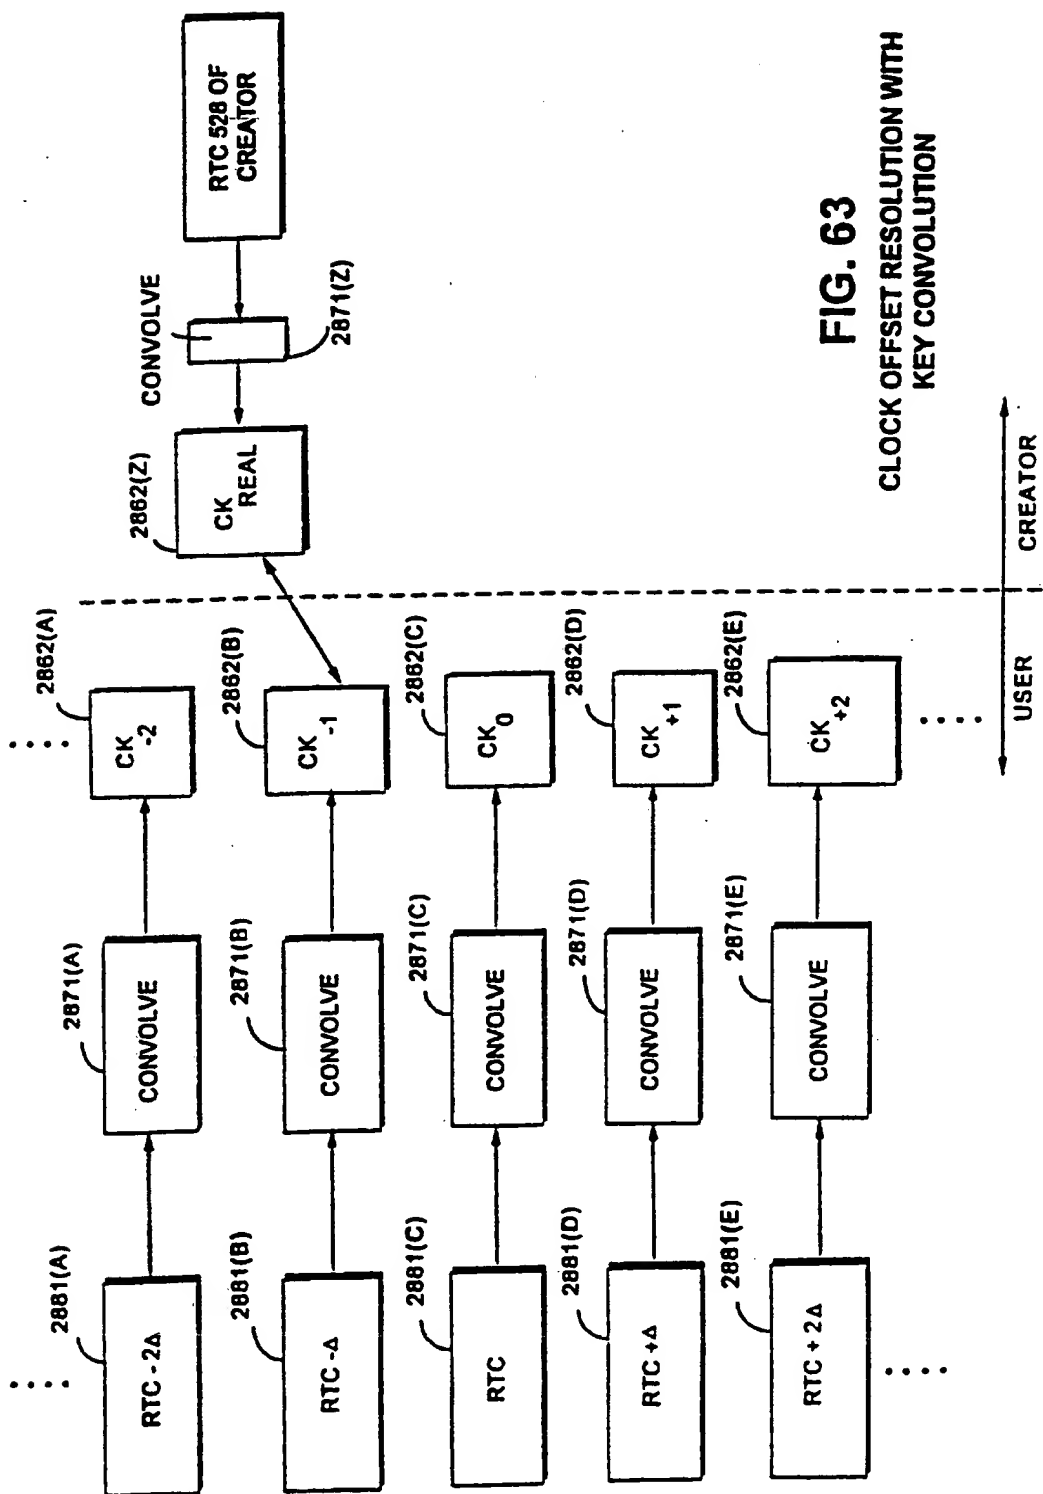 RTC 528 OF
CREATOR
CONVOLVE
2871(Z)
2862(Z)
CK REAL
FIG. 63
CLOCK OFFSET RESOLUTION WITH
KEY CONVOLUTION
USER
CREATOR
....
....
2881(A)
RTC - 2Δ
2871(A)
CONVOLVE
2862(A)
CK -2
2881(B)
RTC -Δ
2871(B)
CONVOLVE
2862(B)
CK -1
2881(C)
RTC
2871(C)
CONVOLVE
2862(C)
CK 0
2881(D)
RTC +Δ
2871(D)
CONVOLVE
2862(D)
CK +1
2881(E)
RTC + 2Δ
2871(E)
CONVOLVE
2862(E)
CK +2
....
....